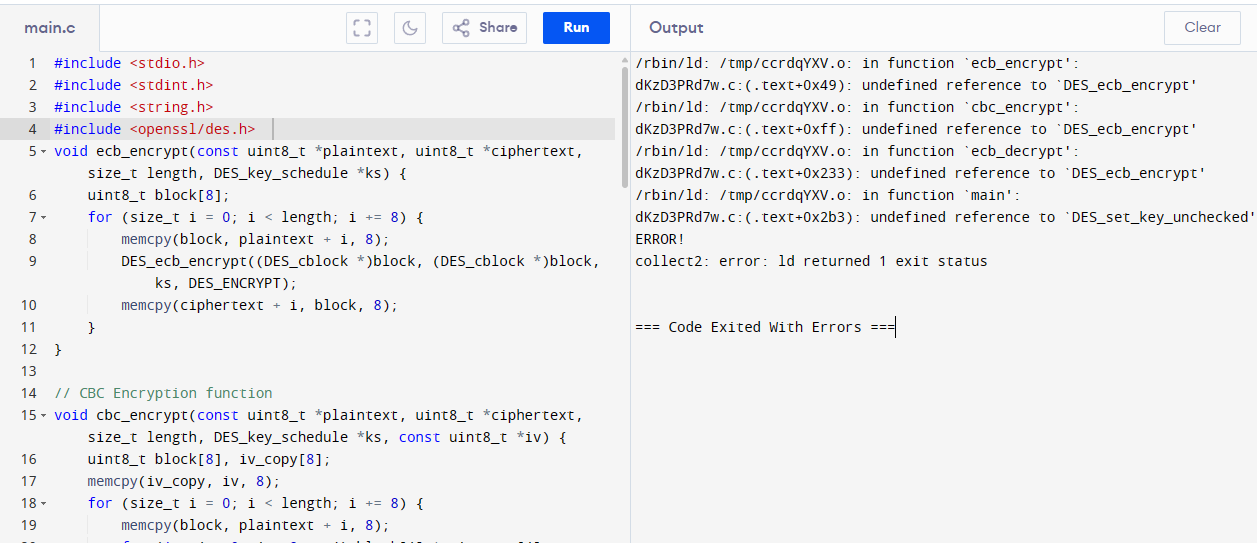 main.c
Share
Run
Output
Clear
1 #include <stdio.h>
2 #include <stdint.h>
3 #include <string.h>
4 #include <openssl/des.h>
5 void ecb_encrypt(const uint8_t *plaintext, uint8_t *ciphertext,
size_t length, DES_key_schedule *ks) {
6 uint8_t block[8];
7 for (size_t i = 0; i < length; i += 8) {
8 memcpy(block, plaintext + i, 8);
9 DES_ecb_encrypt((DES_cblock *)block, (DES_cblock *)block,
ks, DES_ENCRYPT);
10 memcpy(ciphertext + i, block, 8);
11 }
12 }
13
14 // CBC Encryption function
15 void cbc_encrypt(const uint8_t *plaintext, uint8_t *ciphertext,
size_t length, DES_key_schedule *ks, const uint8_t *iv) {
16 uint8_t block[8], iv_copy[8];
17 memcpy(iv_copy, iv, 8);
18 for (size_t i = 0; i < length; i += 8) {
19 memcpy(block, plaintext + i, 8);
/rbin/ld: /tmp/ccrdqYXV.o: in function `ecb_encrypt':
dKzD3PRd7w.c:(.text+0x49): undefined reference to `DES_ecb_encrypt'
/rbin/ld: /tmp/ccrdqYXV.o: in function `cbc_encrypt':
dKzD3PRd7w.c:(.text+0xff): undefined reference to `DES_ecb_encrypt'
/rbin/ld: /tmp/ccrdqYXV.o: in function `ecb_decrypt':
dKzD3PRd7w.c:(.text+0x233): undefined reference to `DES_ecb_encrypt'
/rbin/ld: /tmp/ccrdqYXV.o: in function `main':
dKzD3PRd7w.c:(.text+0x2b3): undefined reference to `DES_set_key_unchecked'
ERROR!
collect2: error: ld returned 1 exit status
=== Code Exited With Errors ===